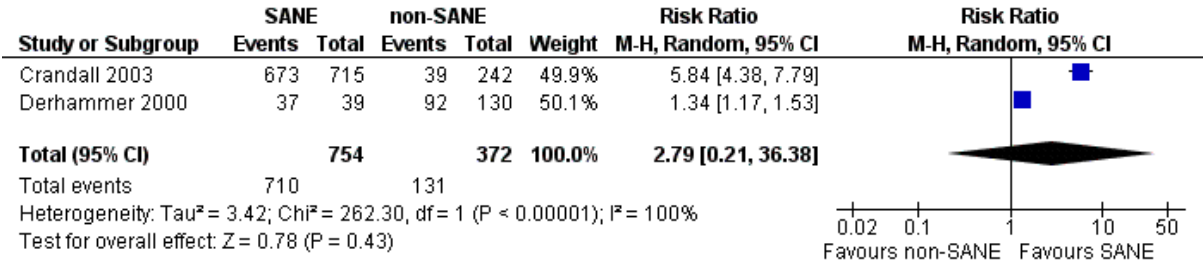 SANE non-SANE Risk Ratio Risk Ratio
Study or Subgroup Events Total Events Total Weight M-H, Random, 95% CI M-H, Random, 95% CI
Crandall 2003 673 715 39 242 49.9% 5.84 [4.38, 7.79]
Derhammer 2000 37 39 92 130 50.1% 1.34 [1.17, 1.53]
Total (95% CI) 754 372 100.0% 2.79 [0.21, 36.38]
Total events 710 131
Heterogeneity: Tau² = 3.42; Chi² = 262.30, df = 1 (P < 0.00001); I² = 100%
Test for overall effect: Z = 0.78 (P = 0.43)
0.02 0.1 1 10 50
Favours non-SANE Favours SANE